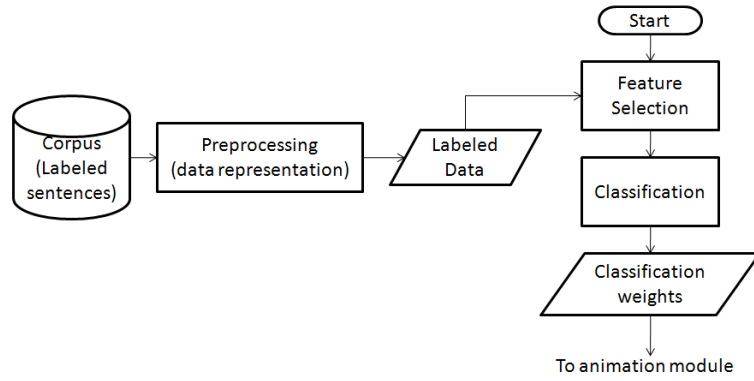 Start
Feature
Selection
Corpus
(Labeled
sentences)
Preprocessing
(data representation)
Labeled
Data
Classification
Classification
weights
To animation module